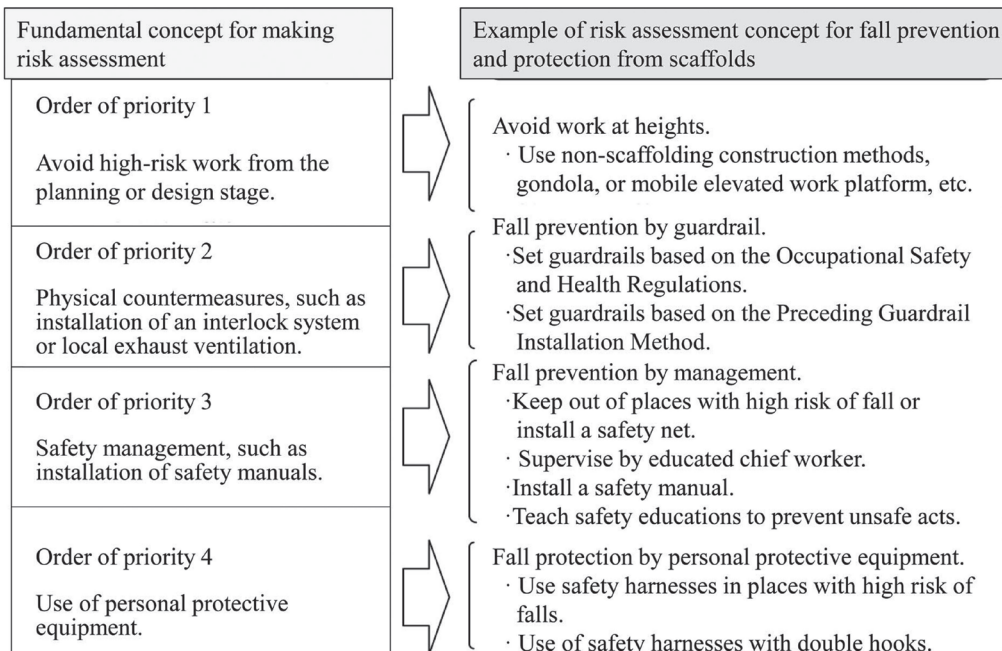 Fundamental concept for making
risk assessment
Example of risk assessment concept for fall prevention
and protection from scaffolds
Order of priority 1
Avoid high-risk work from the
planning or design stage.
Avoid work at heights.
· Use non-scaffolding construction methods,
gondola, or mobile elevated work platform, etc.
Order of priority 2
Physical countermeasures, such as
installation of an interlock system
or local exhaust ventilation.
Fall prevention by guardrail.
·Set guardrails based on the Occupational Safety
and Health Regulations.
·Set guardrails based on the Preceding Guardrail
Installation Method.
Order of priority 3
Safety management, such as
installation of safety manuals.
Fall prevention by management.
·Keep out of places with high risk of fall or
install a safety net.
· Supervise by educated chief worker.
·Install a safety manual.
·Teach safety educations to prevent unsafe acts.
Order of priority 4
Use of personal protective
equipment.
Fall protection by personal protective equipment.
· Use safety harnesses in places with high risk of
falls.
· Use of safety harnesses with double hooks.